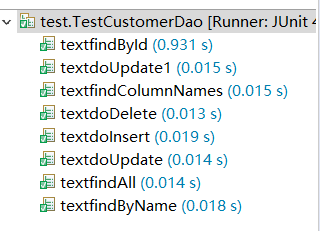 test.TestCustomerDao [Runner: JUnit 4
textfindById (0.931 s)
textdoUpdate1 (0.015 s)
textfindColumnNames (0.015 s)
textdoDelete (0.013 s)
textdoInsert (0.019 s)
textdoUpdate (0.014 s)
textfindAll (0.014 s)
textfindByName (0.018 s)